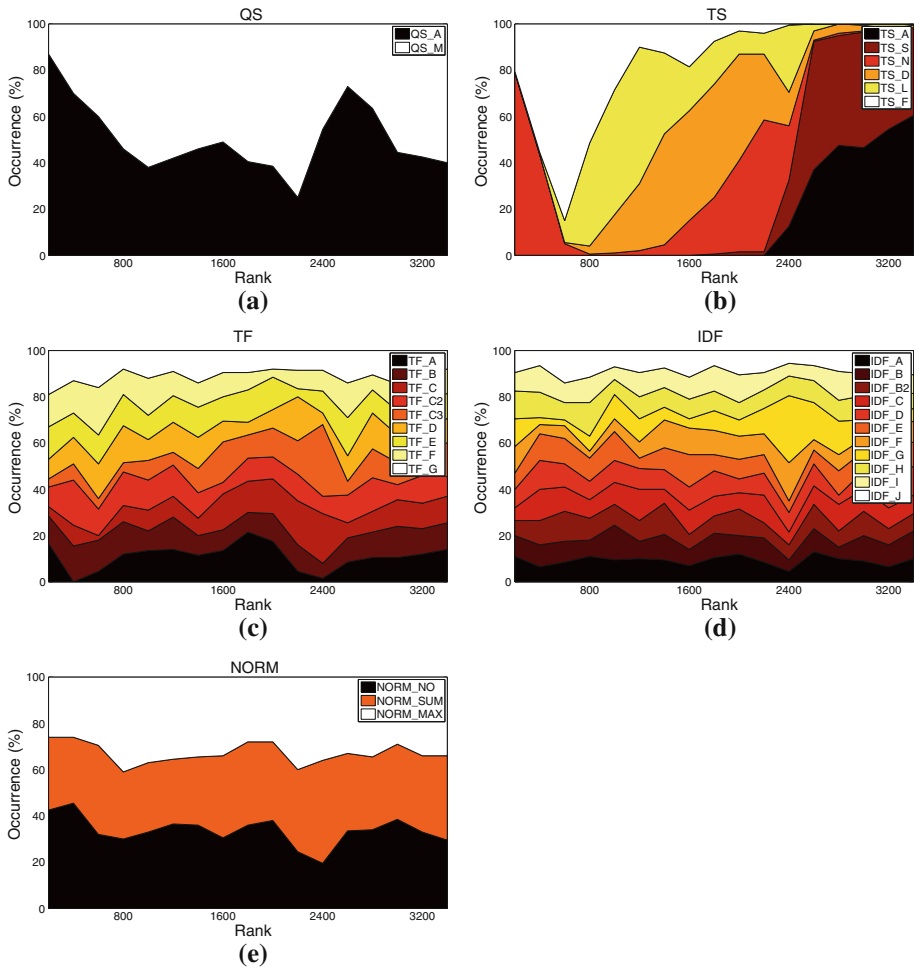 QS
100
80
60
40
20
0
Occurrence (%)
QS_A
QS_M
800
1600
2400
3200
Rank
(a)
TS
100
80
60
40
20
0
Occurrence (%)
TS_A
TS_S
TS_N
TS_D
TS_L
TS_F
800
1600
2400
3200
Rank
(b)
TF
100
80
60
40
20
0
Occurrence (%)
TF_A
TF_B
TF_C
TF_C2
TF_C3
TF_D
TF_E
TF_F
TF_G
800
1600
2400
3200
Rank
(c)
IDF
100
80
60
40
20
0
Occurrence (%)
IDF_A
IDF_B
IDF_B2
IDF_C
IDF_D
IDF_E
IDF_F
IDF_G
IDF_H
IDF_I
IDF_J
800
1600
2400
3200
Rank
(d)
NORM
100
80
60
40
20
0
Occurrence (%)
NORM_NO
NORM_SUM
NORM_MAX
800
1600
2400
3200
Rank
(e)